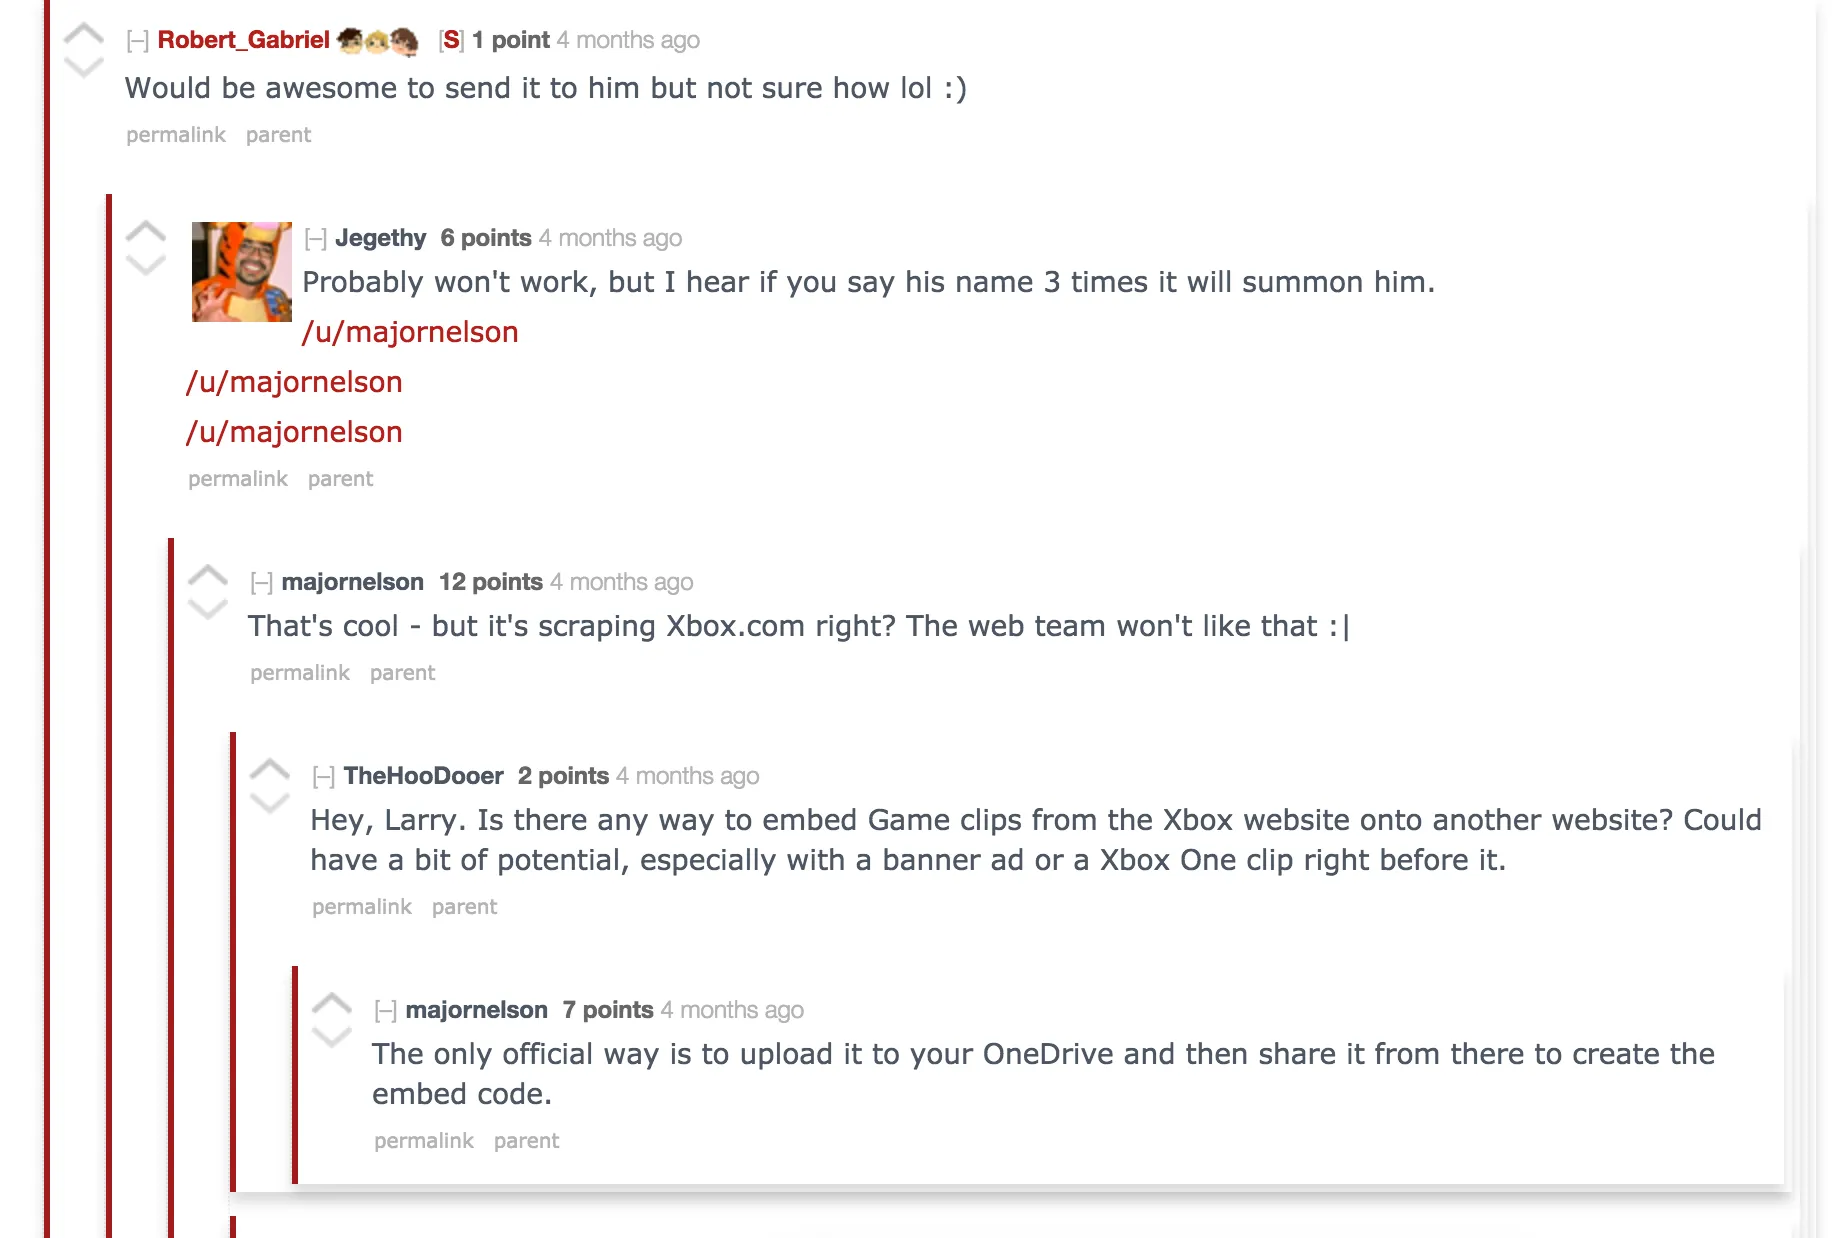 [–] Robert_Gabriel [S] 1 point 4 months ago
Would be awesome to send it to him but not sure how lol :)
permalink parent
[–] Jegethy 6 points 4 months ago
Probably won't work, but I hear if you say his name 3 times it will summon him.
/u/majornelson
/u/majornelson
/u/majornelson
permalink parent
[–] majornelson 12 points 4 months ago
That's cool - but it's scraping Xbox.com right? The web team won't like that :|
permalink parent
[–] TheHooDooer 2 points 4 months ago
Hey, Larry. Is there any way to embed Game clips from the Xbox website onto another website? Could
have a bit of potential, especially with a banner ad or a Xbox One clip right before it.
permalink parent
[–] majornelson 7 points 4 months ago
The only official way is to upload it to your OneDrive and then share it from there to create the
embed code.
permalink parent